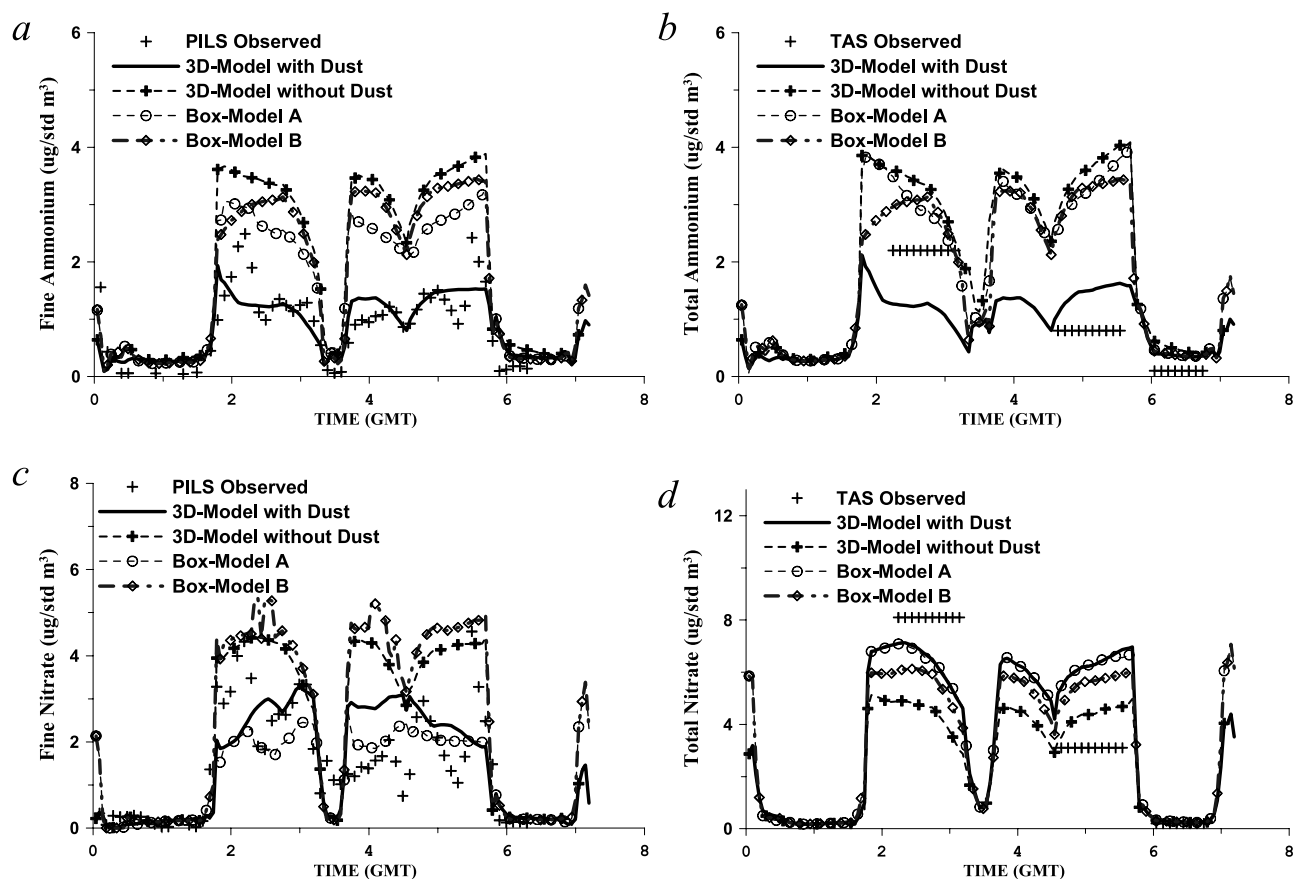 a
PILS Observed
3D-Model with Dust
3D-Model without Dust
Box-Model A
Box-Model B
Fine Ammonium (ug/std m³)
6
4
2
0
0 2 4 6 8
TIME (GMT)
b
TAS Observed
3D-Model with Dust
3D-Model without Dust
Box-Model A
Box-Model B
Total Ammonium (ug/std m³)
6
4
2
0
0 2 4 6 8
TIME (GMT)
c
PILS Observed
3D-Model with Dust
3D-Model without Dust
Box-Model A
Box-Model B
Fine Nitrate (ug/std m³)
8
6
4
2
0
0 2 4 6 8
TIME (GMT)
d
TAS Observed
3D-Model with Dust
3D-Model without Dust
Box-Model A
Box-Model B
Total Nitrate (ug/std m³)
12
8
4
0
0 2 4 6 8
TIME (GMT)